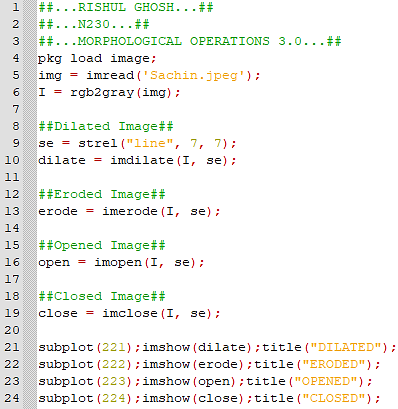 1 ##...RISHUL GHOSH...##
2 ##...N230...##
3 ##...MORPHOLOGICAL OPERATIONS 3.0...##
4 pkg load image;
5 img = imread('Sachin.jpeg');
6 I = rgb2gray(img);
7
8 ##Dilated Image##
9 se = strel("line", 7, 7);
10 dilate = imdilate(I, se);
11
12 ##Eroded Image##
13 erode = imerode(I, se);
14
15 ##Opened Image##
16 open = imopen(I, se);
17
18 ##Closed Image##
19 close = imclose(I, se);
20
21 subplot(221);imshow(dilate);title("DILATED");
22 subplot(222);imshow(erode);title("ERODED");
23 subplot(223);imshow(open);title("OPENED");
24 subplot(224);imshow(close);title("CLOSED");